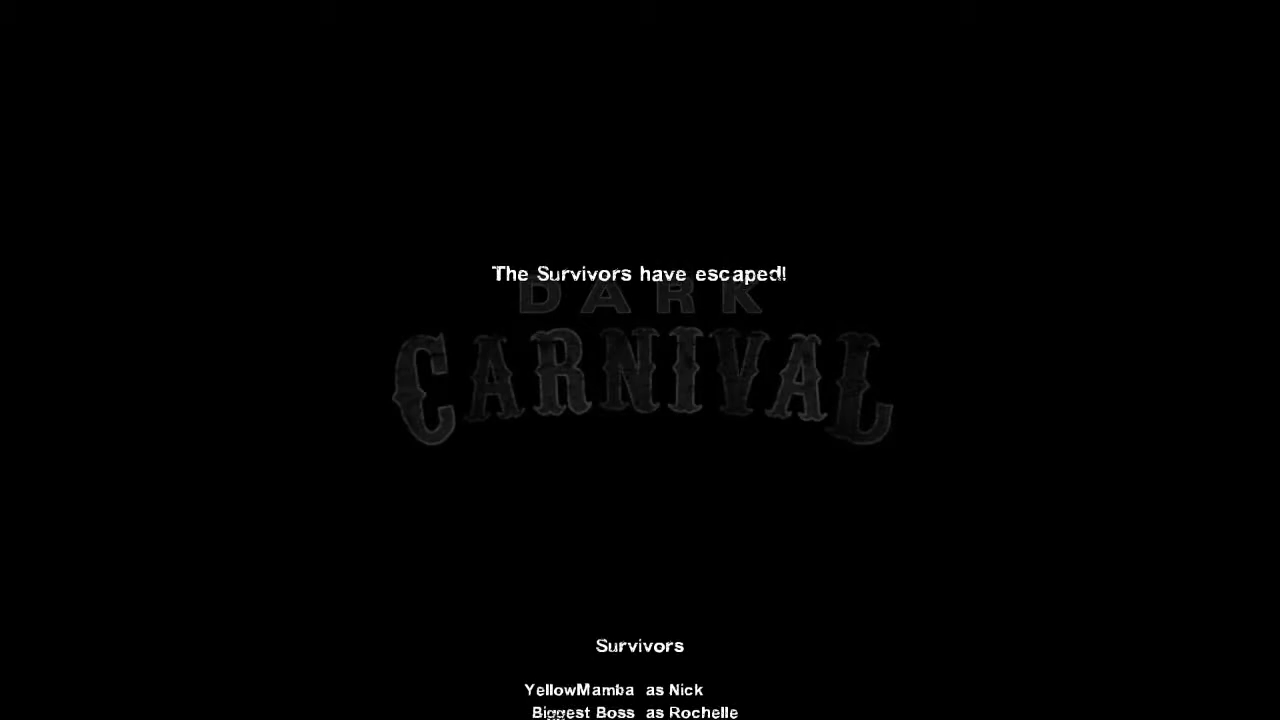 The Survivors have escaped!
DARK
CARNIVAL
Survivors
YellowMamba as Nick
Biggest Boss as Rochelle